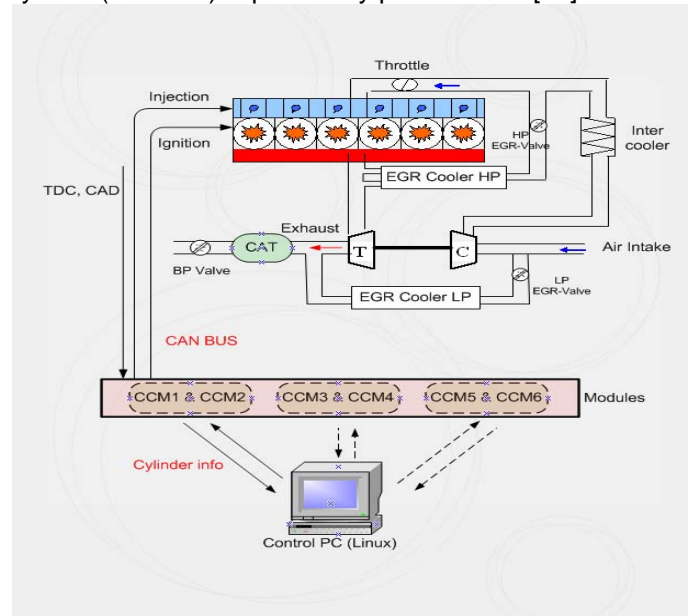 Throttle
Injection
Ignition
HP
EGR-Valve
Inter
cooler
EGR Cooler HP
TDC, CAD
Exhaust
CAT
T
C
Air Intake
BP Valve
EGR Cooler LP
LP
EGR-Valve
CAN BUS
CCM1 & CCM2
CCM3 & CCM4
CCM5 & CCM6
Modules
Cylinder info
Control PC (Linux)